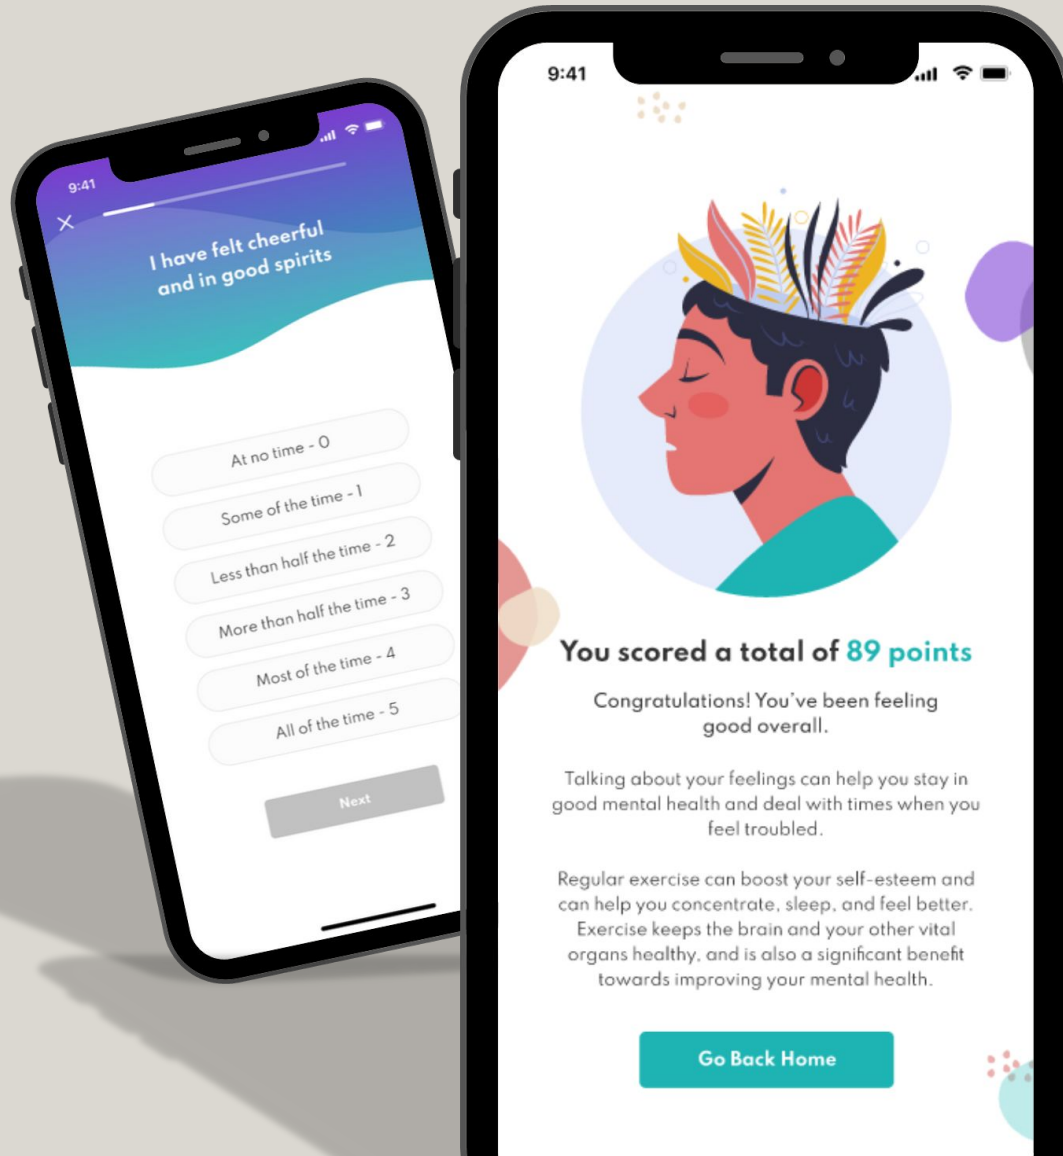 9:41
I have felt cheerful
and in good spirits
At no time - 0
Some of the time - 1
Less than half the time - 2
More than half the time - 3
Most of the time - 4
All of the time - 5
Next
9:41
You scored a total of 89 points
Congratulations! You've been feeling
good overall.
Talking about your feelings can help you stay in
good mental health and deal with times when you
feel troubled.
Regular exercise can boost your self-esteem and
can help you concentrate, sleep, and feel better.
Exercise keeps the brain and your other vital
organs healthy, and is also a significant benefit
towards improving your mental health.
Go Back Home